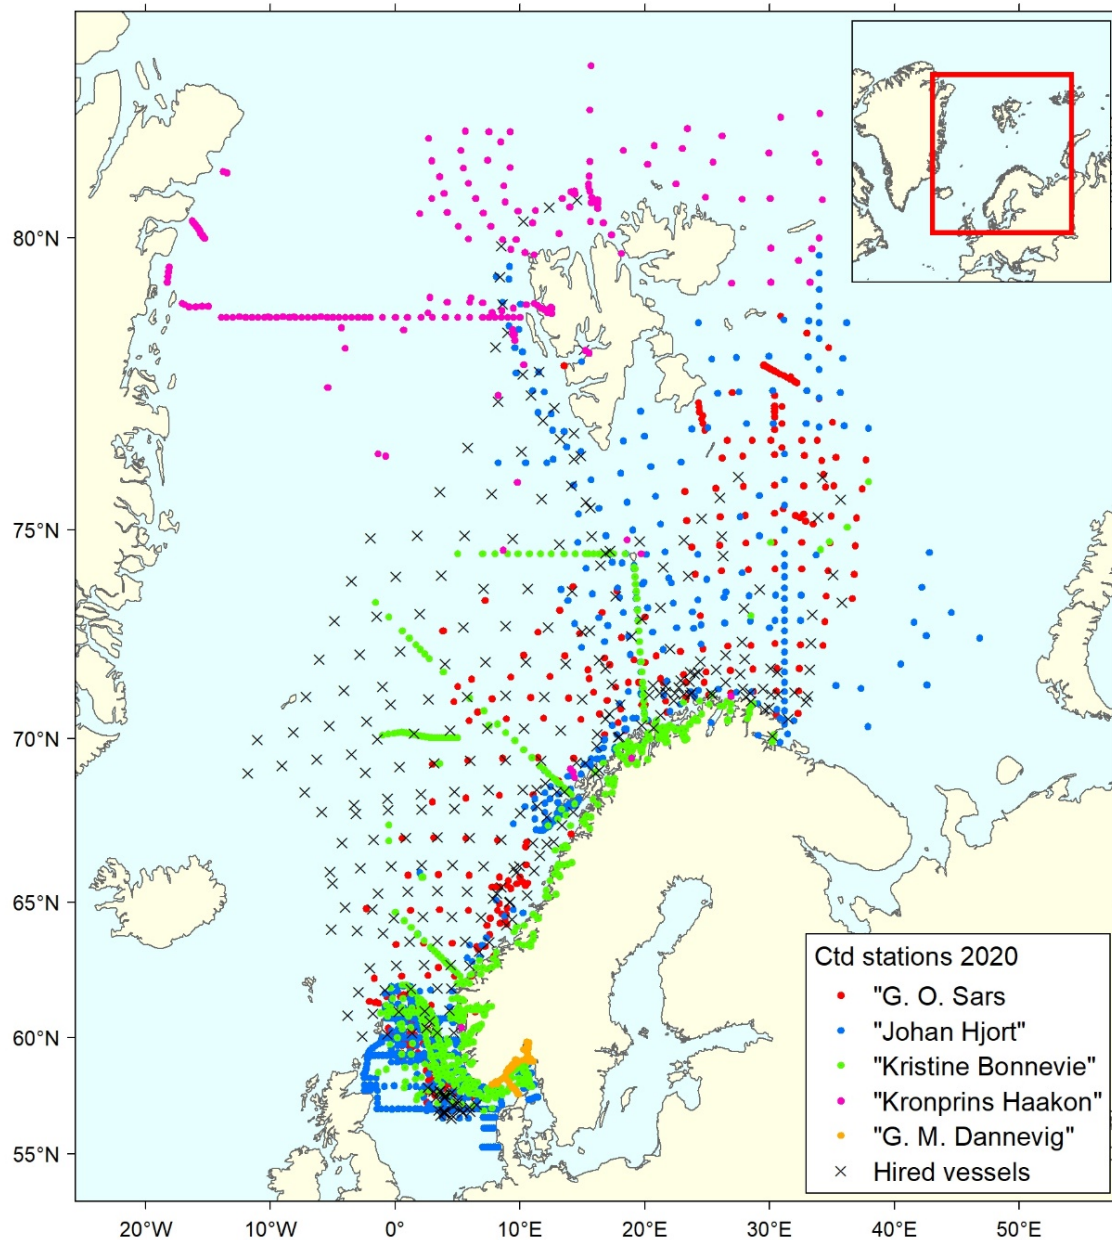 80°N
75°N
70°N
65°N
60°N
55°N
Ctd stations 2020
"G. O. Sars
"Johan Hjort"
"Kristine Bonnevie"
"Kronprins Haakon"
"G. M. Dannevig"
Hired vessels
20°W 10°W 0° 10°E 20°E 30°E 40°E 50°E